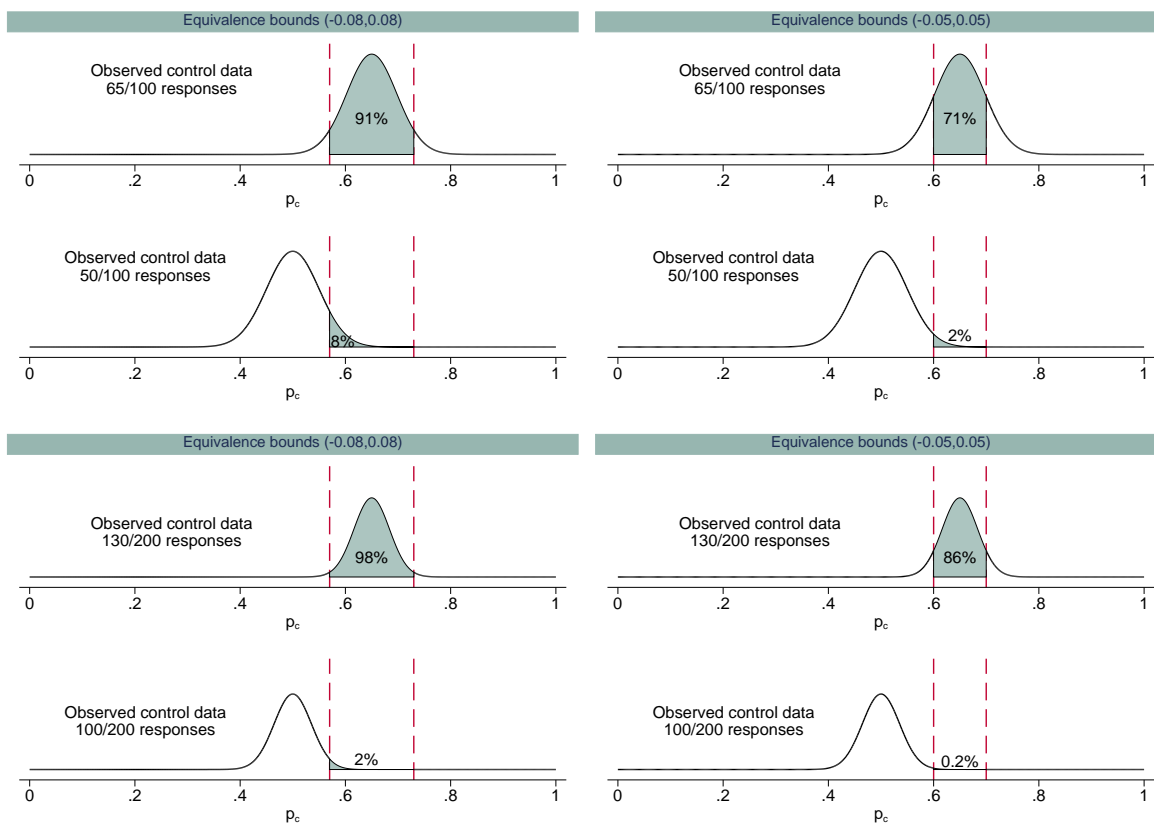 Equivalence bounds (-0.08,0.08)
Observed control data
65/100 responses
91%
0 .2 .4 .6 .8 1
pc
Observed control data
50/100 responses
8%
0 .2 .4 .6 .8 1
pc
Equivalence bounds (-0.05,0.05)
Observed control data
65/100 responses
71%
0 .2 .4 .6 .8 1
pc
Observed control data
50/100 responses
2%
0 .2 .4 .6 .8 1
pc
Equivalence bounds (-0.08,0.08)
Observed control data
130/200 responses
98%
0 .2 .4 .6 .8 1
pc
Observed control data
100/200 responses
2%
0 .2 .4 .6 .8 1
pc
Equivalence bounds (-0.05,0.05)
Observed control data
130/200 responses
86%
0 .2 .4 .6 .8 1
pc
Observed control data
100/200 responses
0.2%
0 .2 .4 .6 .8 1
pc